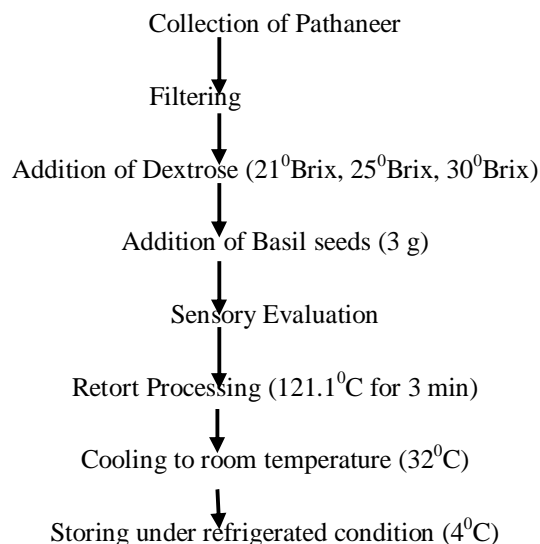 Collection of Pathaneer
Filtering
Addition of Dextrose (21⁰Brix, 25⁰Brix, 30⁰Brix)
Addition of Basil seeds (3 g)
Sensory Evaluation
Retort Processing (121.1⁰C for 3 min)
Cooling to room temperature (32⁰C)
Storing under refrigerated condition (4⁰C)